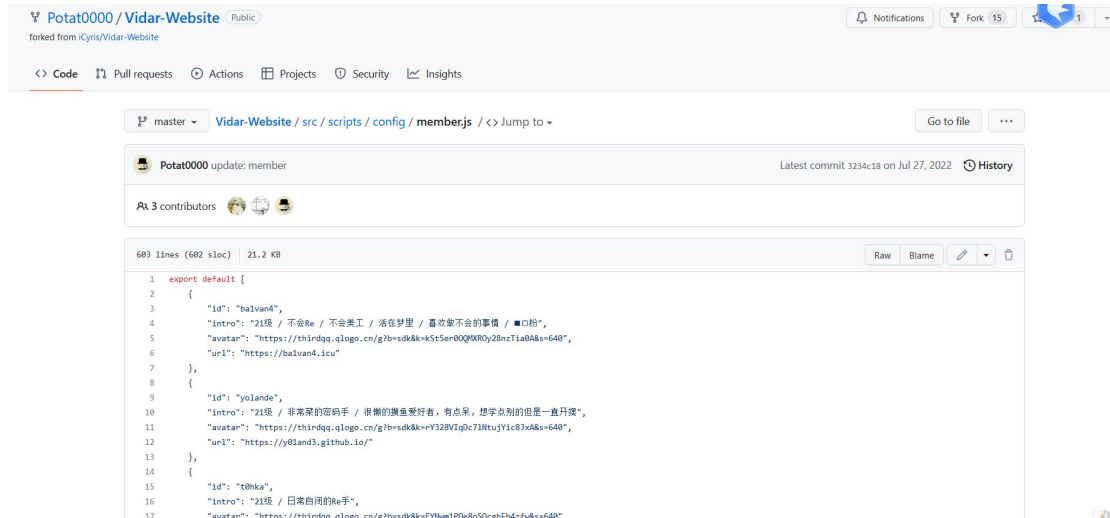 Potat0000 / Vidar-Website Public
Notifications Fork 15 1
forked from iCyris/Vidar-Website
Code Pull requests Actions Projects Security Insights
master Vidar-Website / src / scripts / config / member.js / <> Jump to
Go to file ...
Potat0000 update: member
Latest commit 3234c18 on Jul 27, 2022 History
3 contributors
603 lines (602 sloc) 21.2 KB
Raw Blame
1 export default [
2 {
3 "id": "ba1van4",
4 "intro": "21级 / 不会Re / 不会美工 / 活在梦里 / 喜欢做不会的事情 / ■□粉",
5 "avatar": "https://thirdqq.qlogo.cn/g?b=sdk&k=kSt5er0OQMXROy28nzTia0A&s=640",
6 "url": "https://ba1van4.icu"
7 },
8 {
9 "id": "yolande",
10 "intro": "21级 / 非常菜的密码手 / 很懒的摸鱼爱好者，有点呆，想学点别的但是一直开摆",
11 "avatar": "https://thirdqq.qlogo.cn/g?b=sdk&k=rY328VIqDc7lNtujYic8JxA&s=640",
12 "url": "https://y01and3.github.io/"
13 },
14 {
15 "id": "t0hka",
16 "intro": "21级 / 日常自闭的Re手",
17 "avatar":